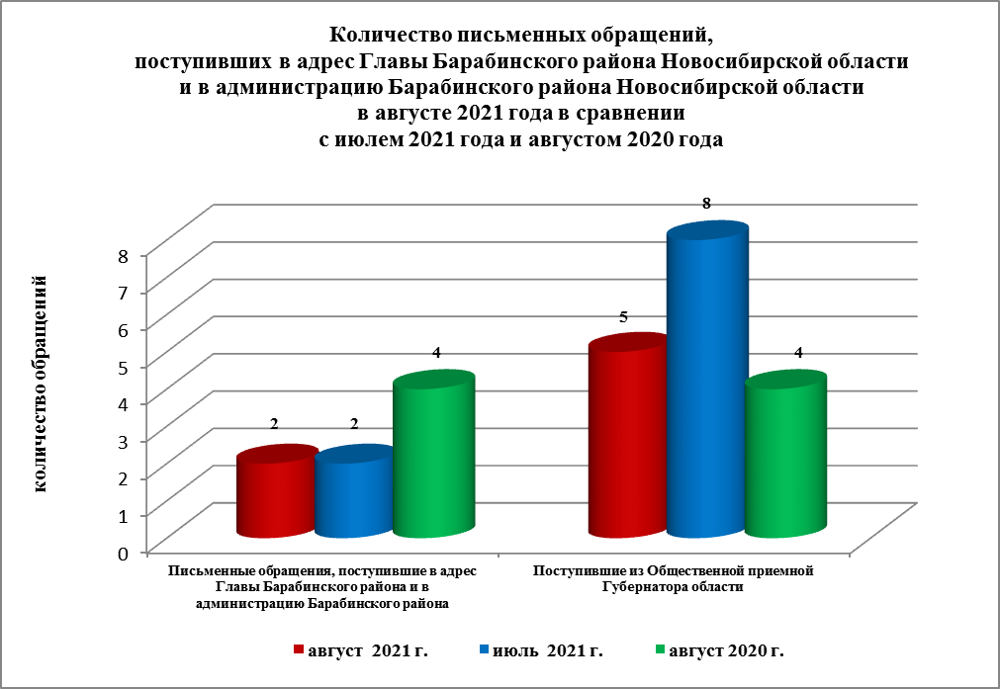 Количество письменных обращений,
поступивших в адрес Главы Барабинского района Новосибирской области
и в администрацию Барабинского района Новосибирской области
в августе 2021 года в сравнении
с июлем 2021 года и августом 2020 года
количество обращений
8
7
6
5
4
3
2
1
0
2
2
4
5
8
4
Письменные обращения, поступившие в адрес
Главы Барабинского района и в
администрацию Барабинского района
Поступившие из Общественной приемной
Губернатора области
август 2021 г.
июль 2021 г.
август 2020 г.